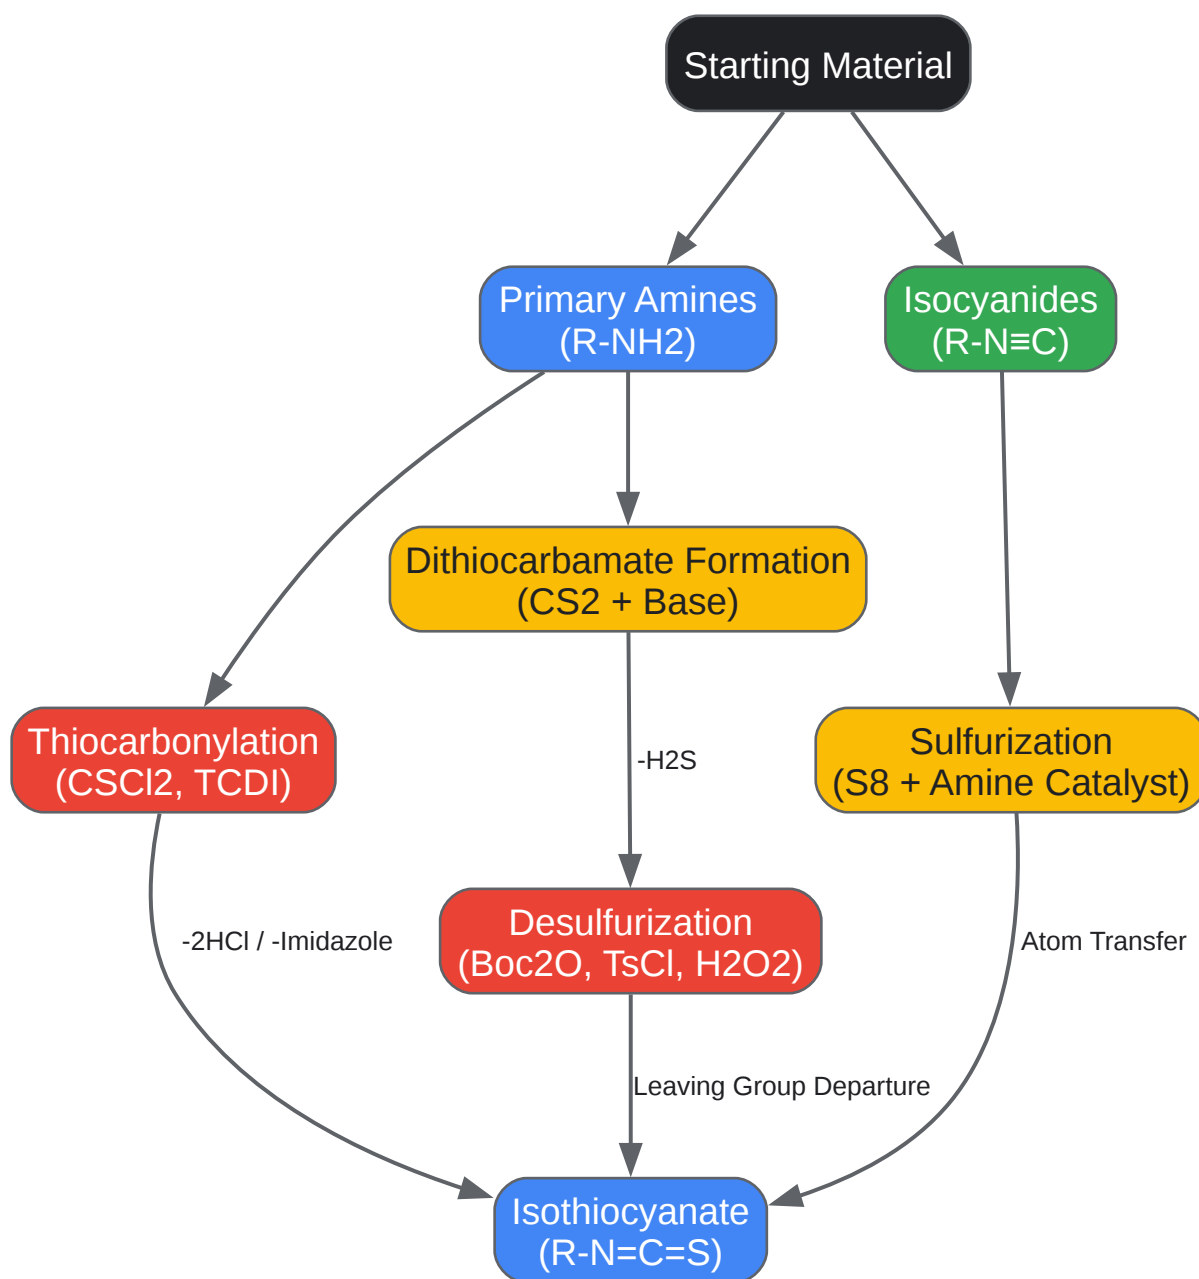 Starting Material
Primary Amines
(R-NH2)
Isocyanides
(R-N≡C)
Dithiocarbamate Formation
(CS2 + Base)
Thiocarbonylation
(CSCl2, TCDI)
-H2S
Sulfurization
(S8 + Amine Catalyst)
Desulfurization
(Boc2O, TsCl, H2O2)
-2HCl / -Imidazole
Atom Transfer
Leaving Group Departure
Isothiocyanate
(R-N=C=S)